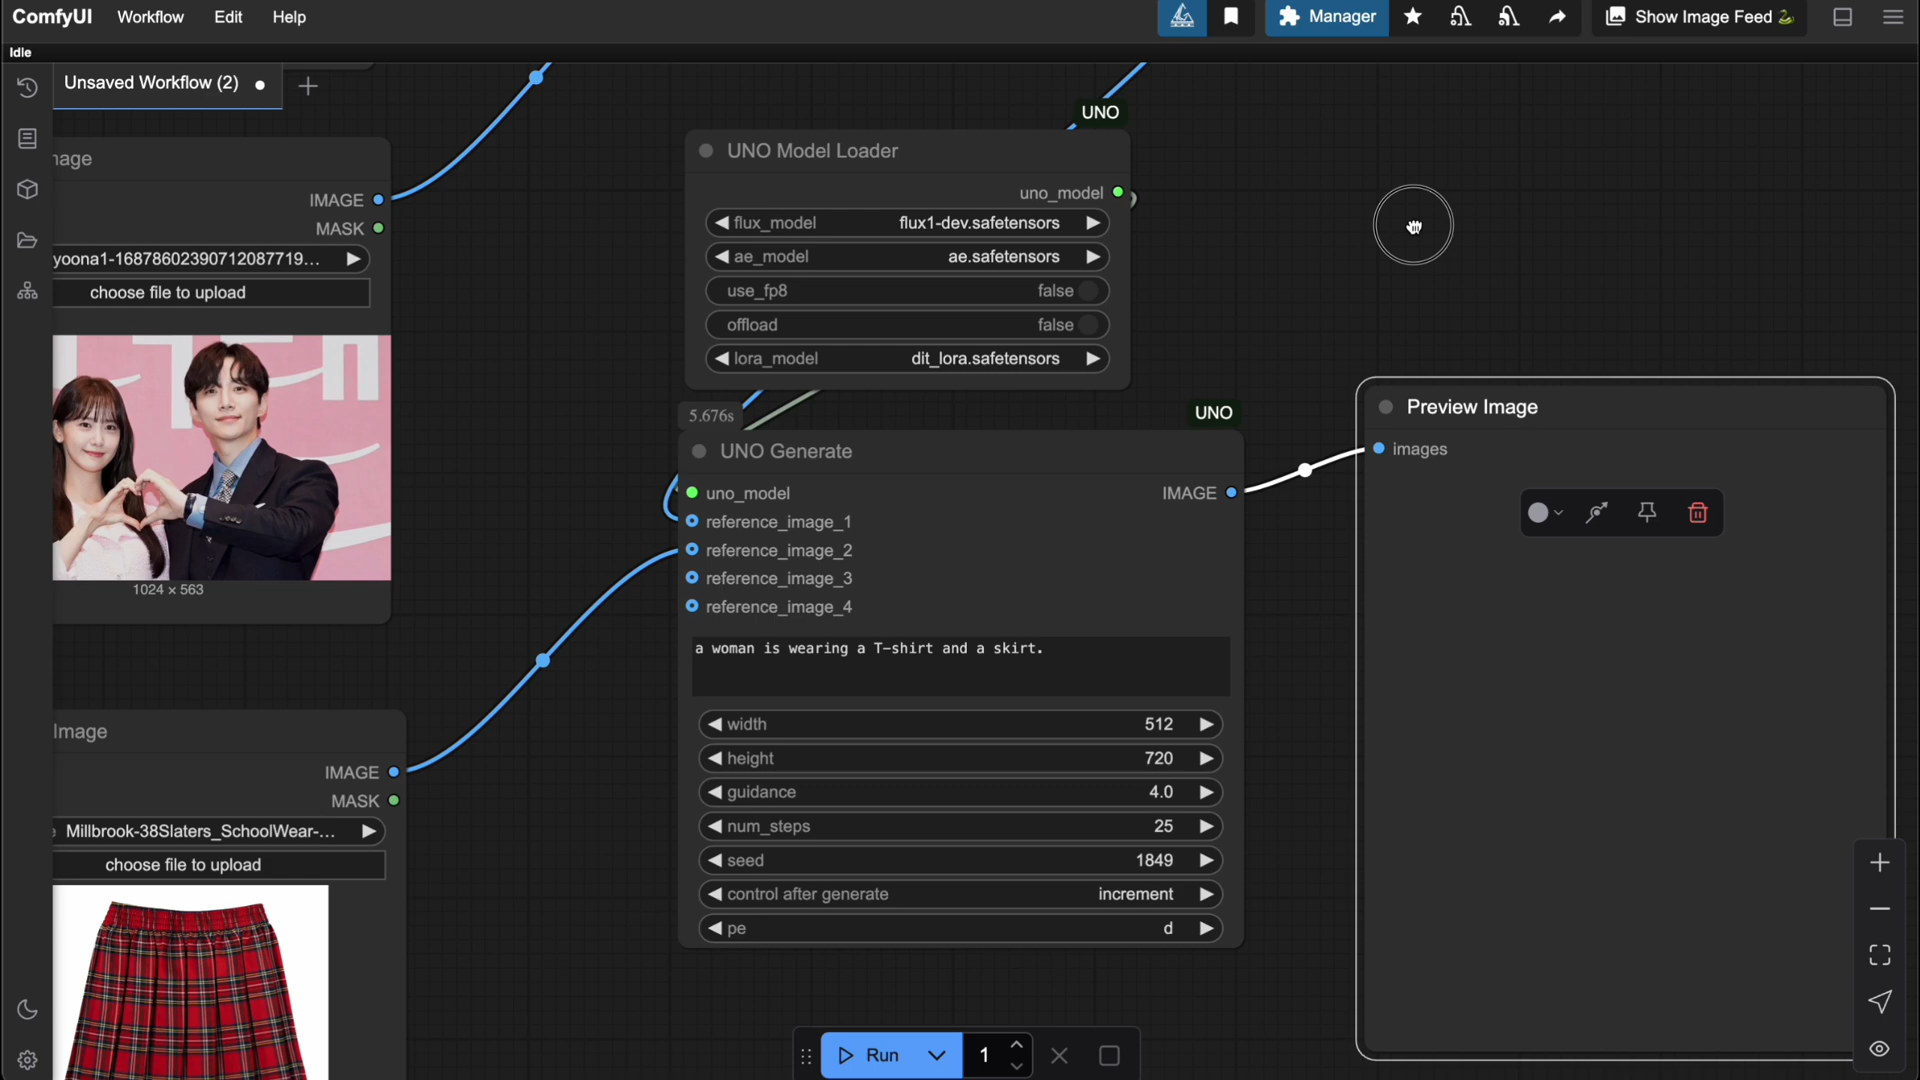 ComfyUI Workflow Edit Help
Manager
Show Image Feed
Idle
Unsaved Workflow (2)
UNO
nage
IMAGE
MASK
yoona1-16878602390712087719...
choose file to upload
1024 × 563
UNO Model Loader
uno_model
flux_model flux1-dev.safetensors
ae_model ae.safetensors
use_fp8 false
offload false
lora_model dit_lora.safetensors
5.676s
UNO
UNO Generate
uno_model IMAGE
reference_image_1
reference_image_2
reference_image_3
reference_image_4
a woman is wearing a T-shirt and a skirt.
width 512
height 720
guidance 4.0
num_steps 25
seed 1849
control after generate increment
pe d
Preview Image
images
Image
IMAGE
MASK
Millbrook-38Slaters_SchoolWear-...
choose file to upload
Run 1